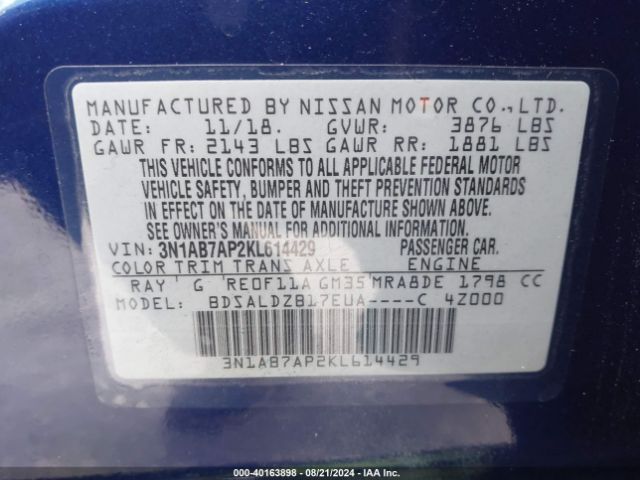 MANUFACTURED BY NISSAN MOTOR CO., LTD.
DATE: 11/18. GVWR: 3876 LBS
GAWR FR: 2143 LBS GAWR RR: 1881 LBS
THIS VEHICLE CONFORMS TO ALL APPLICABLE FEDERAL MOTOR
VEHICLE SAFETY, BUMPER AND THEFT PREVENTION STANDARDS
IN EFFECT ON THE DATE OF MANUFACTURE SHOWN ABOVE.
SEE OWNER'S MANUAL FOR ADDITIONAL INFORMATION.
VIN: 3N1AB7AP2KL614429 PASSENGER CAR.
COLOR TRIM TRANS AXLE ENGINE
RAY G RE0F11A GM35 MRA8DE 1798 CC
MODEL: BDSALDZB17EUA----C 4Z000
3N1AB7AP2KL614429
000-40163898 - 08/21/2024 - IAA Inc.